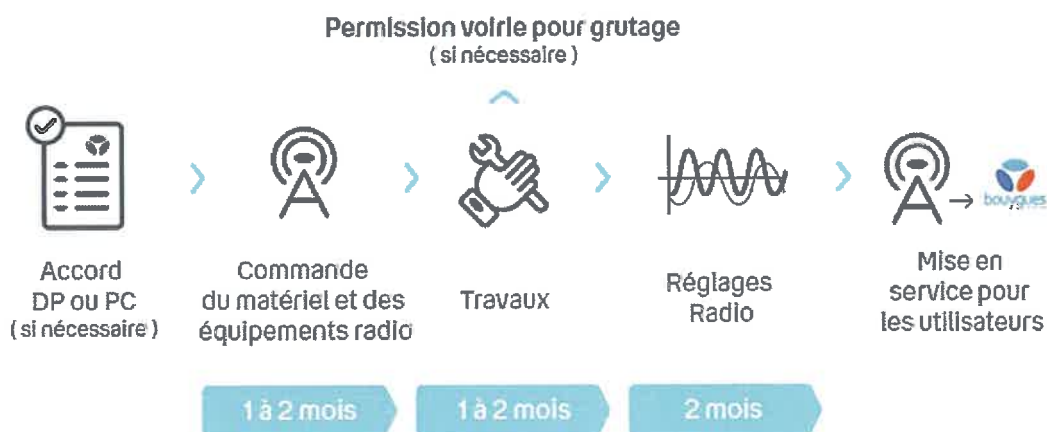 Permission voirie pour grutage
( si nécessaire )
Accord
DP ou PC
( si nécessaire )
Commande
du matériel et des
équipements radio
Travaux
Réglages
Radio
bouygues
Mise en
service pour
les utilisateurs
1 à 2 mois
1 à 2 mois
2 mois